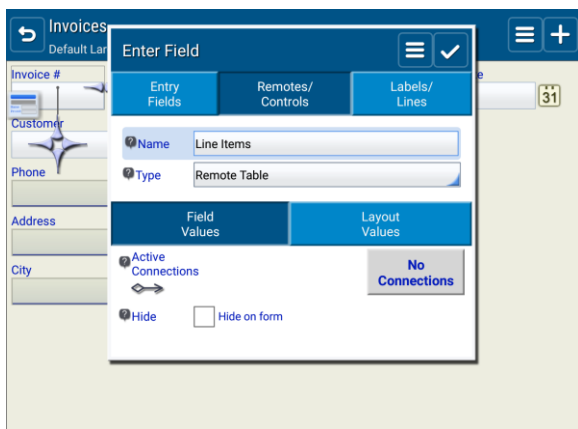 Invoices
Default Lar
Enter Field
Invoice #
Entry Fields
Remotes/ Controls
Labels/ Lines
e
31
Customer
Name
Line Items
Phone
Type
Remote Table
Address
Field Values
Layout Values
City
Active Connections
No Connections
Hide
Hide on form